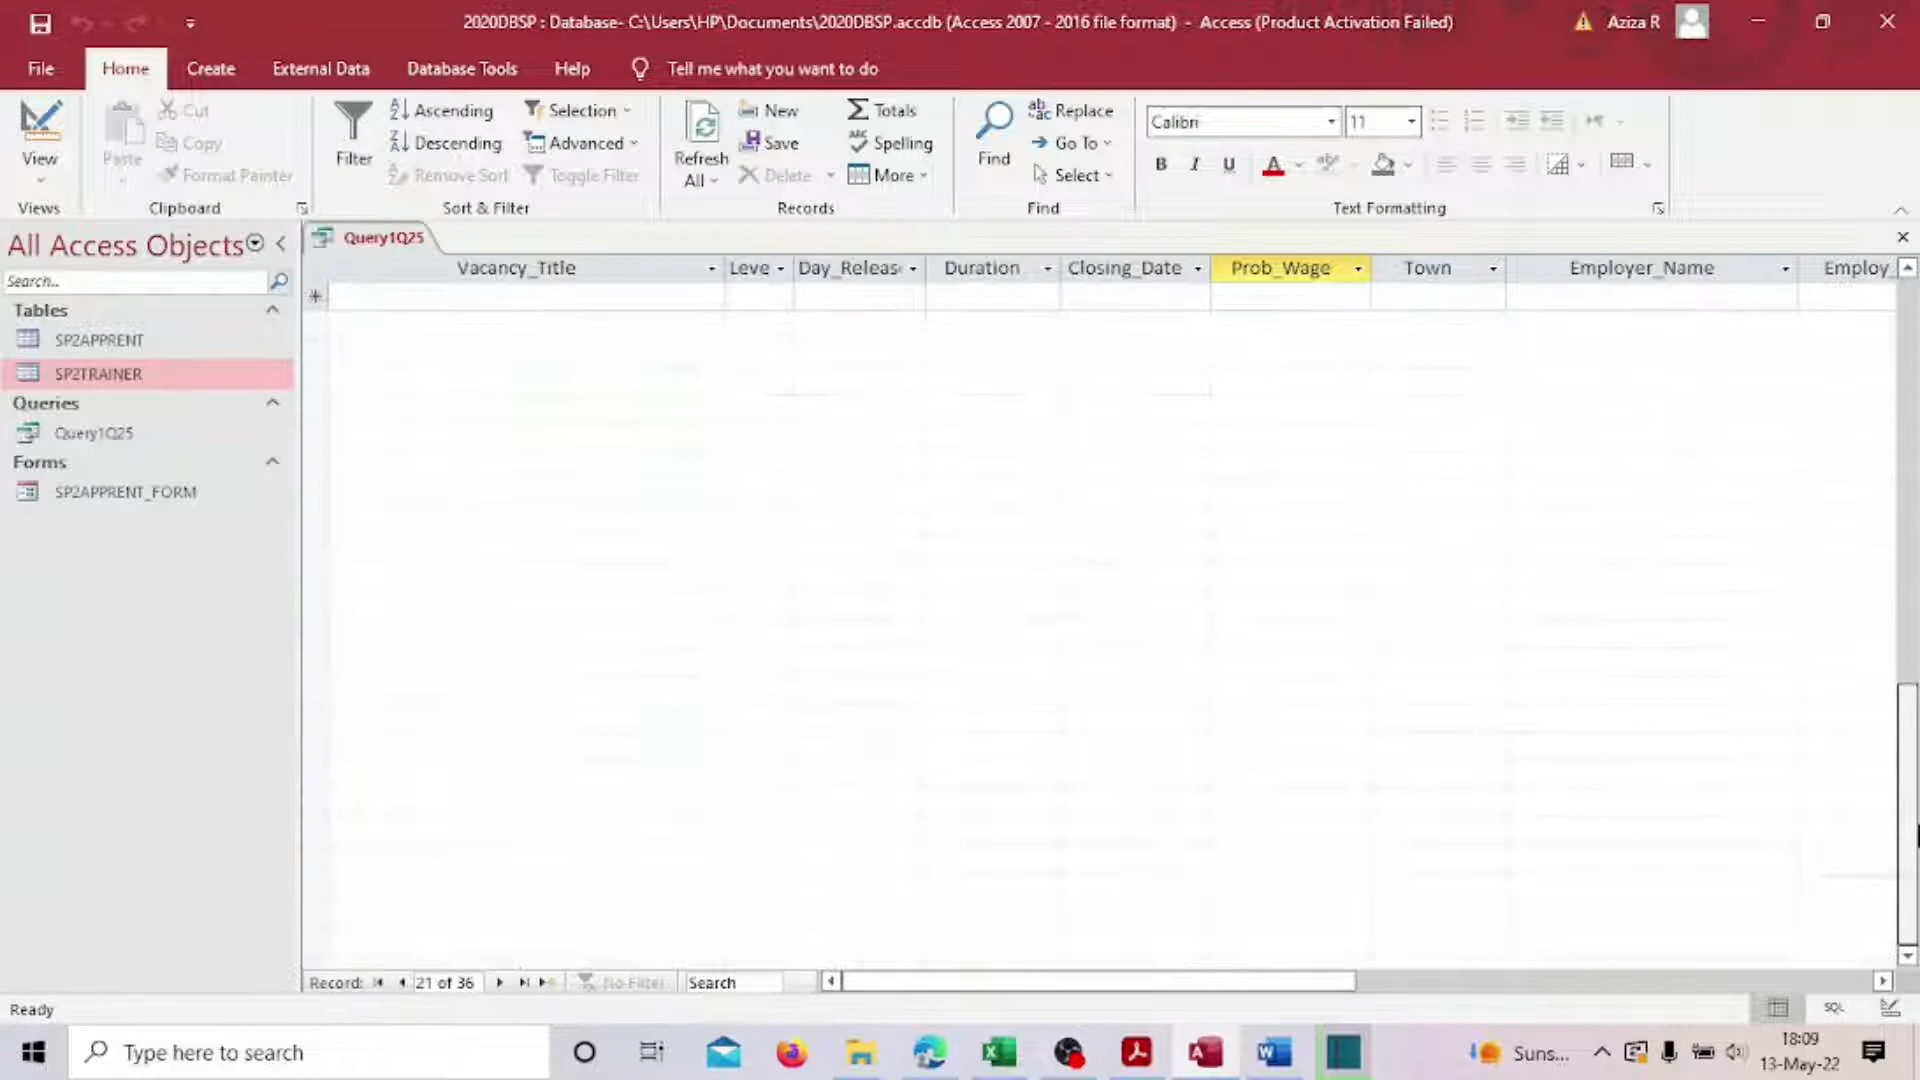 2020DBSP : Database- C:\Users\HP\Documents\2020DBSP.accdb (Access 2007 - 2016 file format) - Access (Product Activation Failed)
Aziza R
File Home Create External Data Database Tools Help Tell me what you want to do
View
Paste
Cut
Copy
Format Painter
Filter
Ascending
Descending
Remove Sort
Selection
Advanced
Toggle Filter
Refresh
All
New
Save
Delete
Totals
Spelling
More
Find
Replace
Go To
Select
Calibri 11
B I U A
Views Clipboard Sort & Filter Records Find Text Formatting
All Access Objects
Search...
Tables
SP2APPRENT
SP2TRAINER
Queries
Query1Q25
Forms
SP2APPRENT_FORM
Query1Q25
Vacancy_Title Leve Day_Releas Duration Closing_Date Prob_Wage Town Employer_Name Employ_
Record: 21 of 36 No Filter Search
Ready
SQL
Type here to search
Suns...
18:09
13-May-22